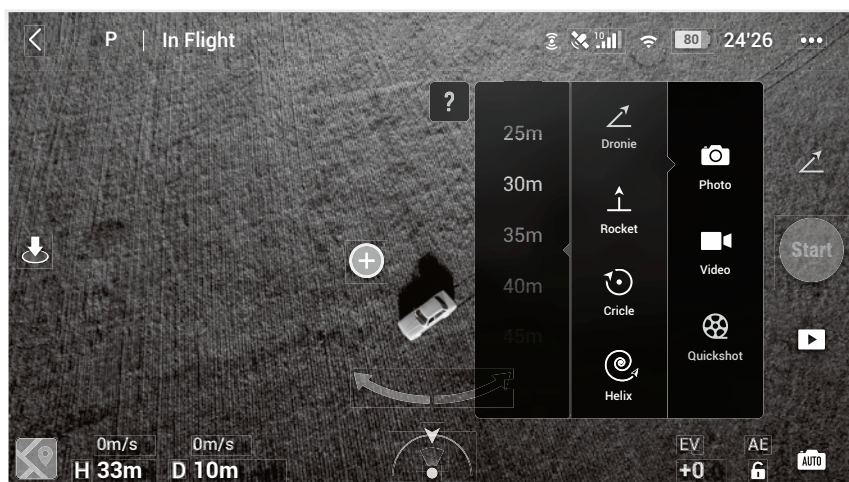 P | In Flight
10
80
24'26
?
25m
30m
35m
40m
45m
Dronie
Rocket
Cricle
Helix
Photo
Video
Quickshot
Start
0m/s
0m/s
H 33m
D 10m
EV
+0
AE
AUTO